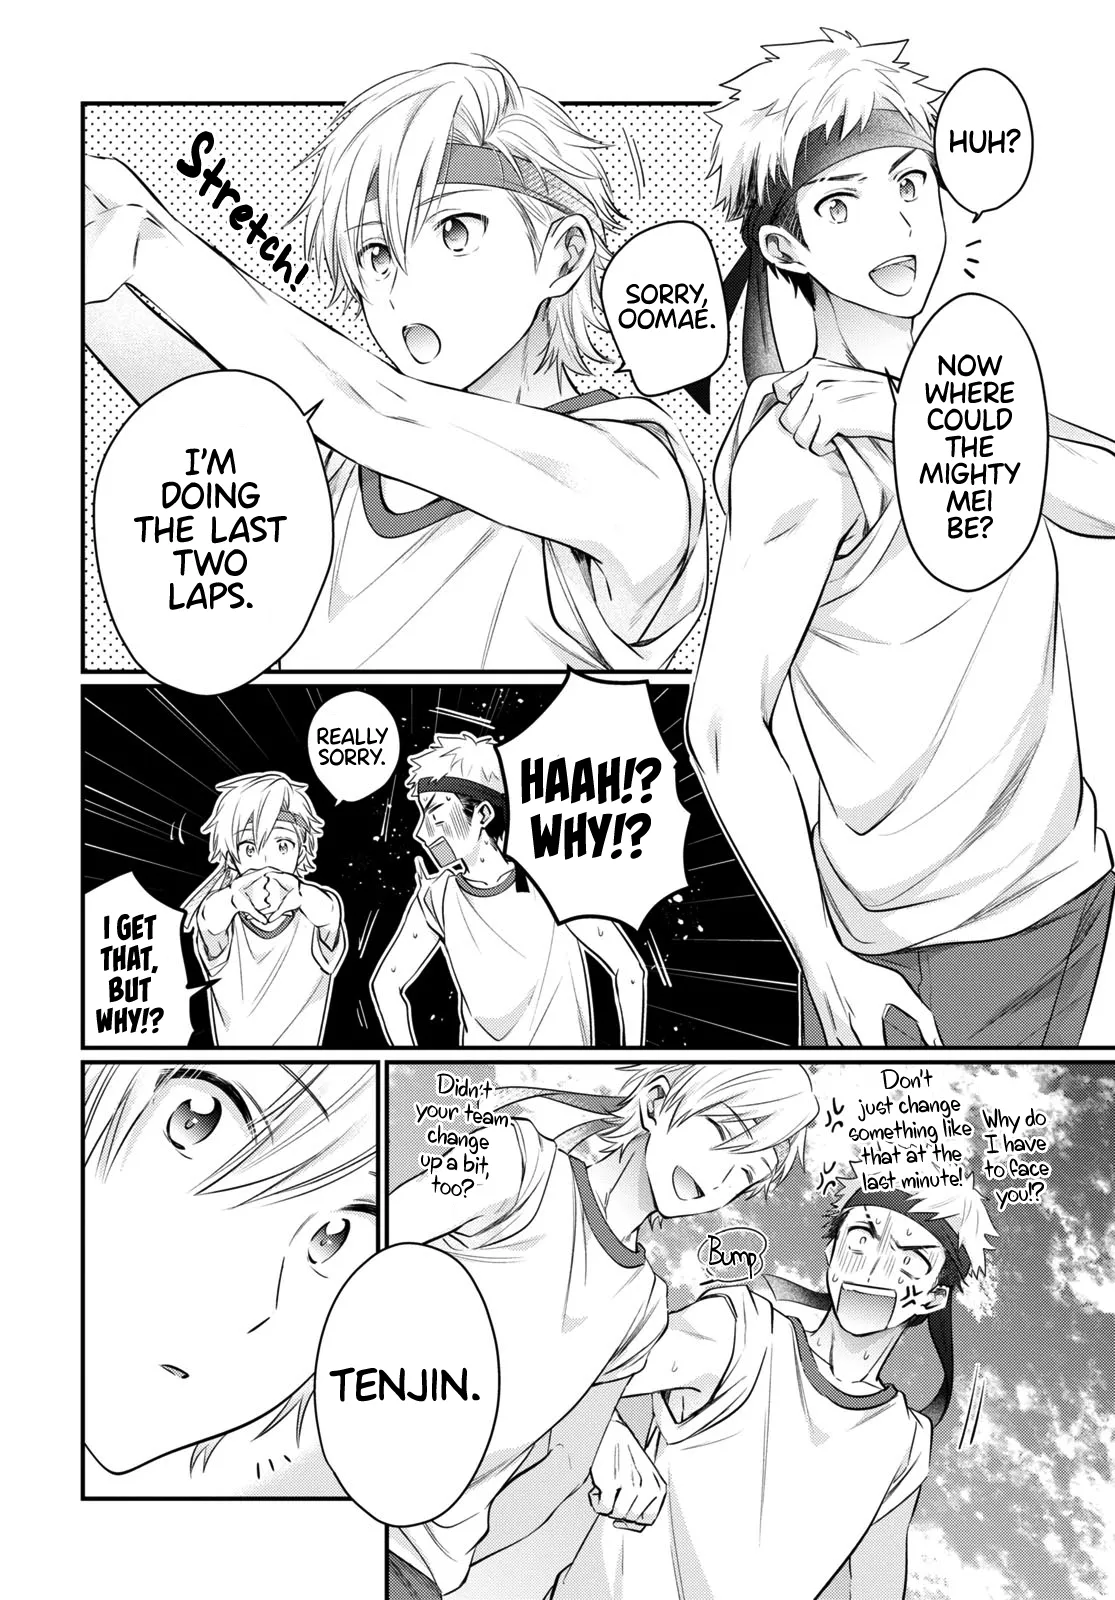 HUH?
NOW
WHERE
COULD
THE
MIGHTY
MEI
BE?
SORRY,
OOMAE.
Stretch!
I'M
DOING
THE LAST
TWO
LAPS.
HAAH!?
WHY!?
REALLY
SORRY.
I GET
THAT,
BUT
WHY!?
Why do
I have
to face
you!?
Don't
just change
something like
that at the
last minute!
Bump
Didn't
your team
change
up a bit,
too?
TENJIN.